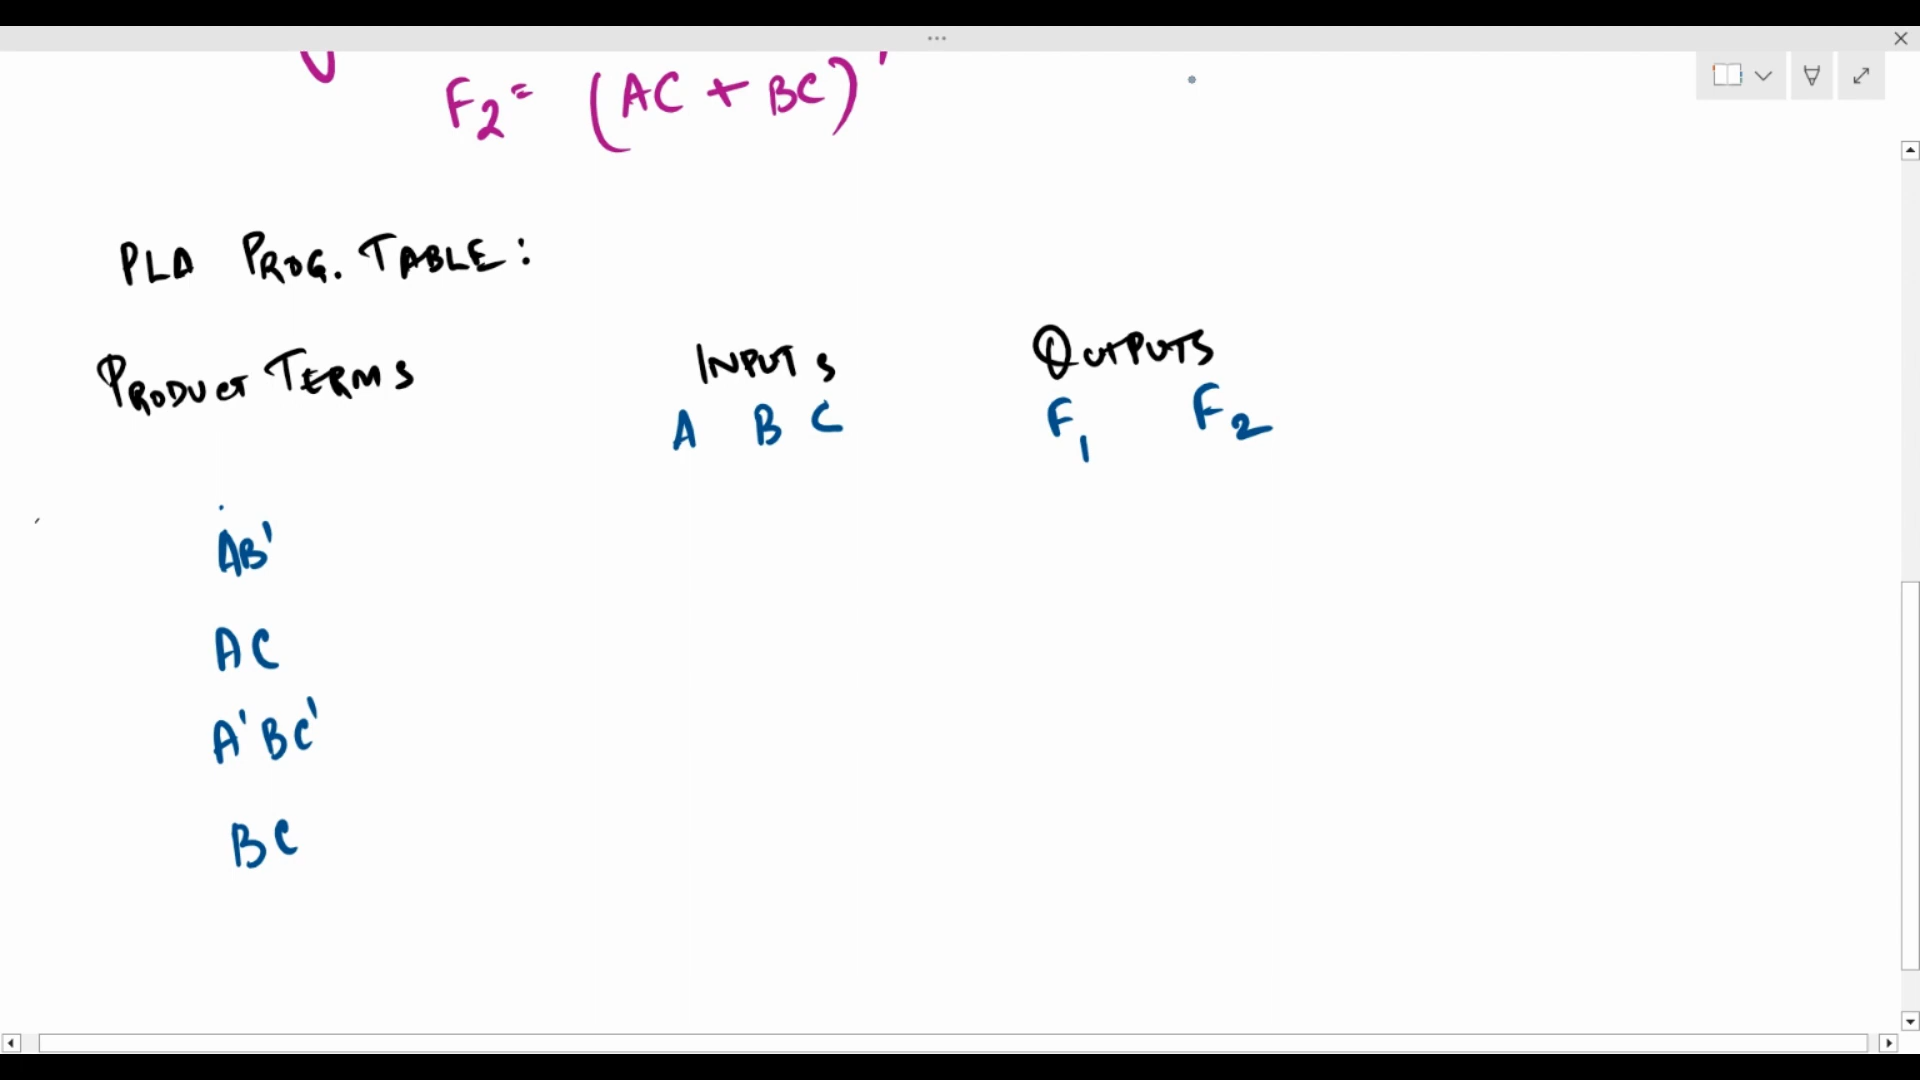 F2 = (AC + BC)'
PLA PROG. TABLE:
PRODUCT TERMS INPUTS OUTPUTS
A B C F1 F2
AB'
AC
A'BC'
BC